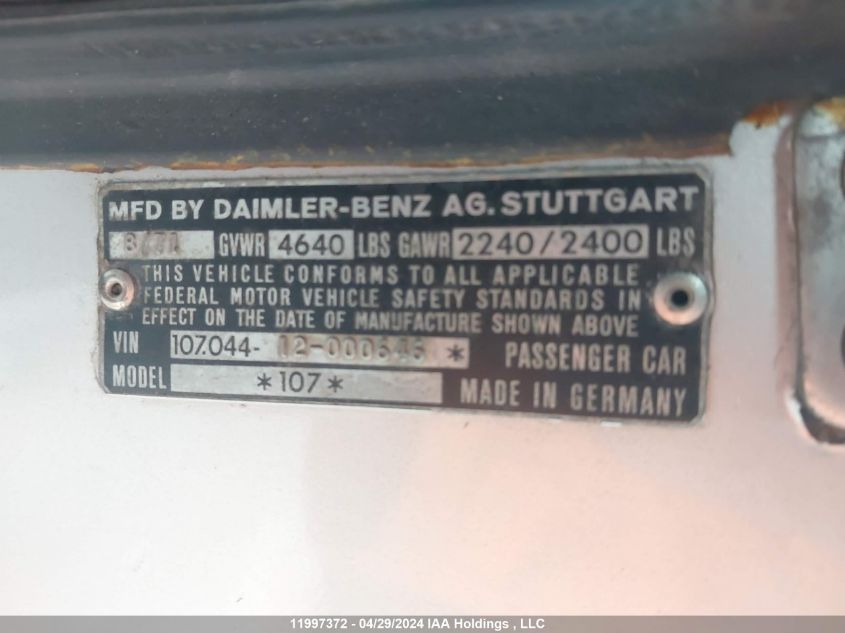 MFD BY DAIMLER-BENZ AG. STUTTGART
GVWR 4640 LBS GAWR 2240/2400 LBS
THIS VEHICLE CONFORMS TO ALL APPLICABLE
FEDERAL MOTOR VEHICLE SAFETY STANDARDS IN
EFFECT ON THE DATE OF MANUFACTURE SHOWN ABOVE
VIN 107.044- *
PASSENGER CAR
MODEL *107*
MADE IN GERMANY
11997372 - 04/29/2024 IAA Holdings , LLC